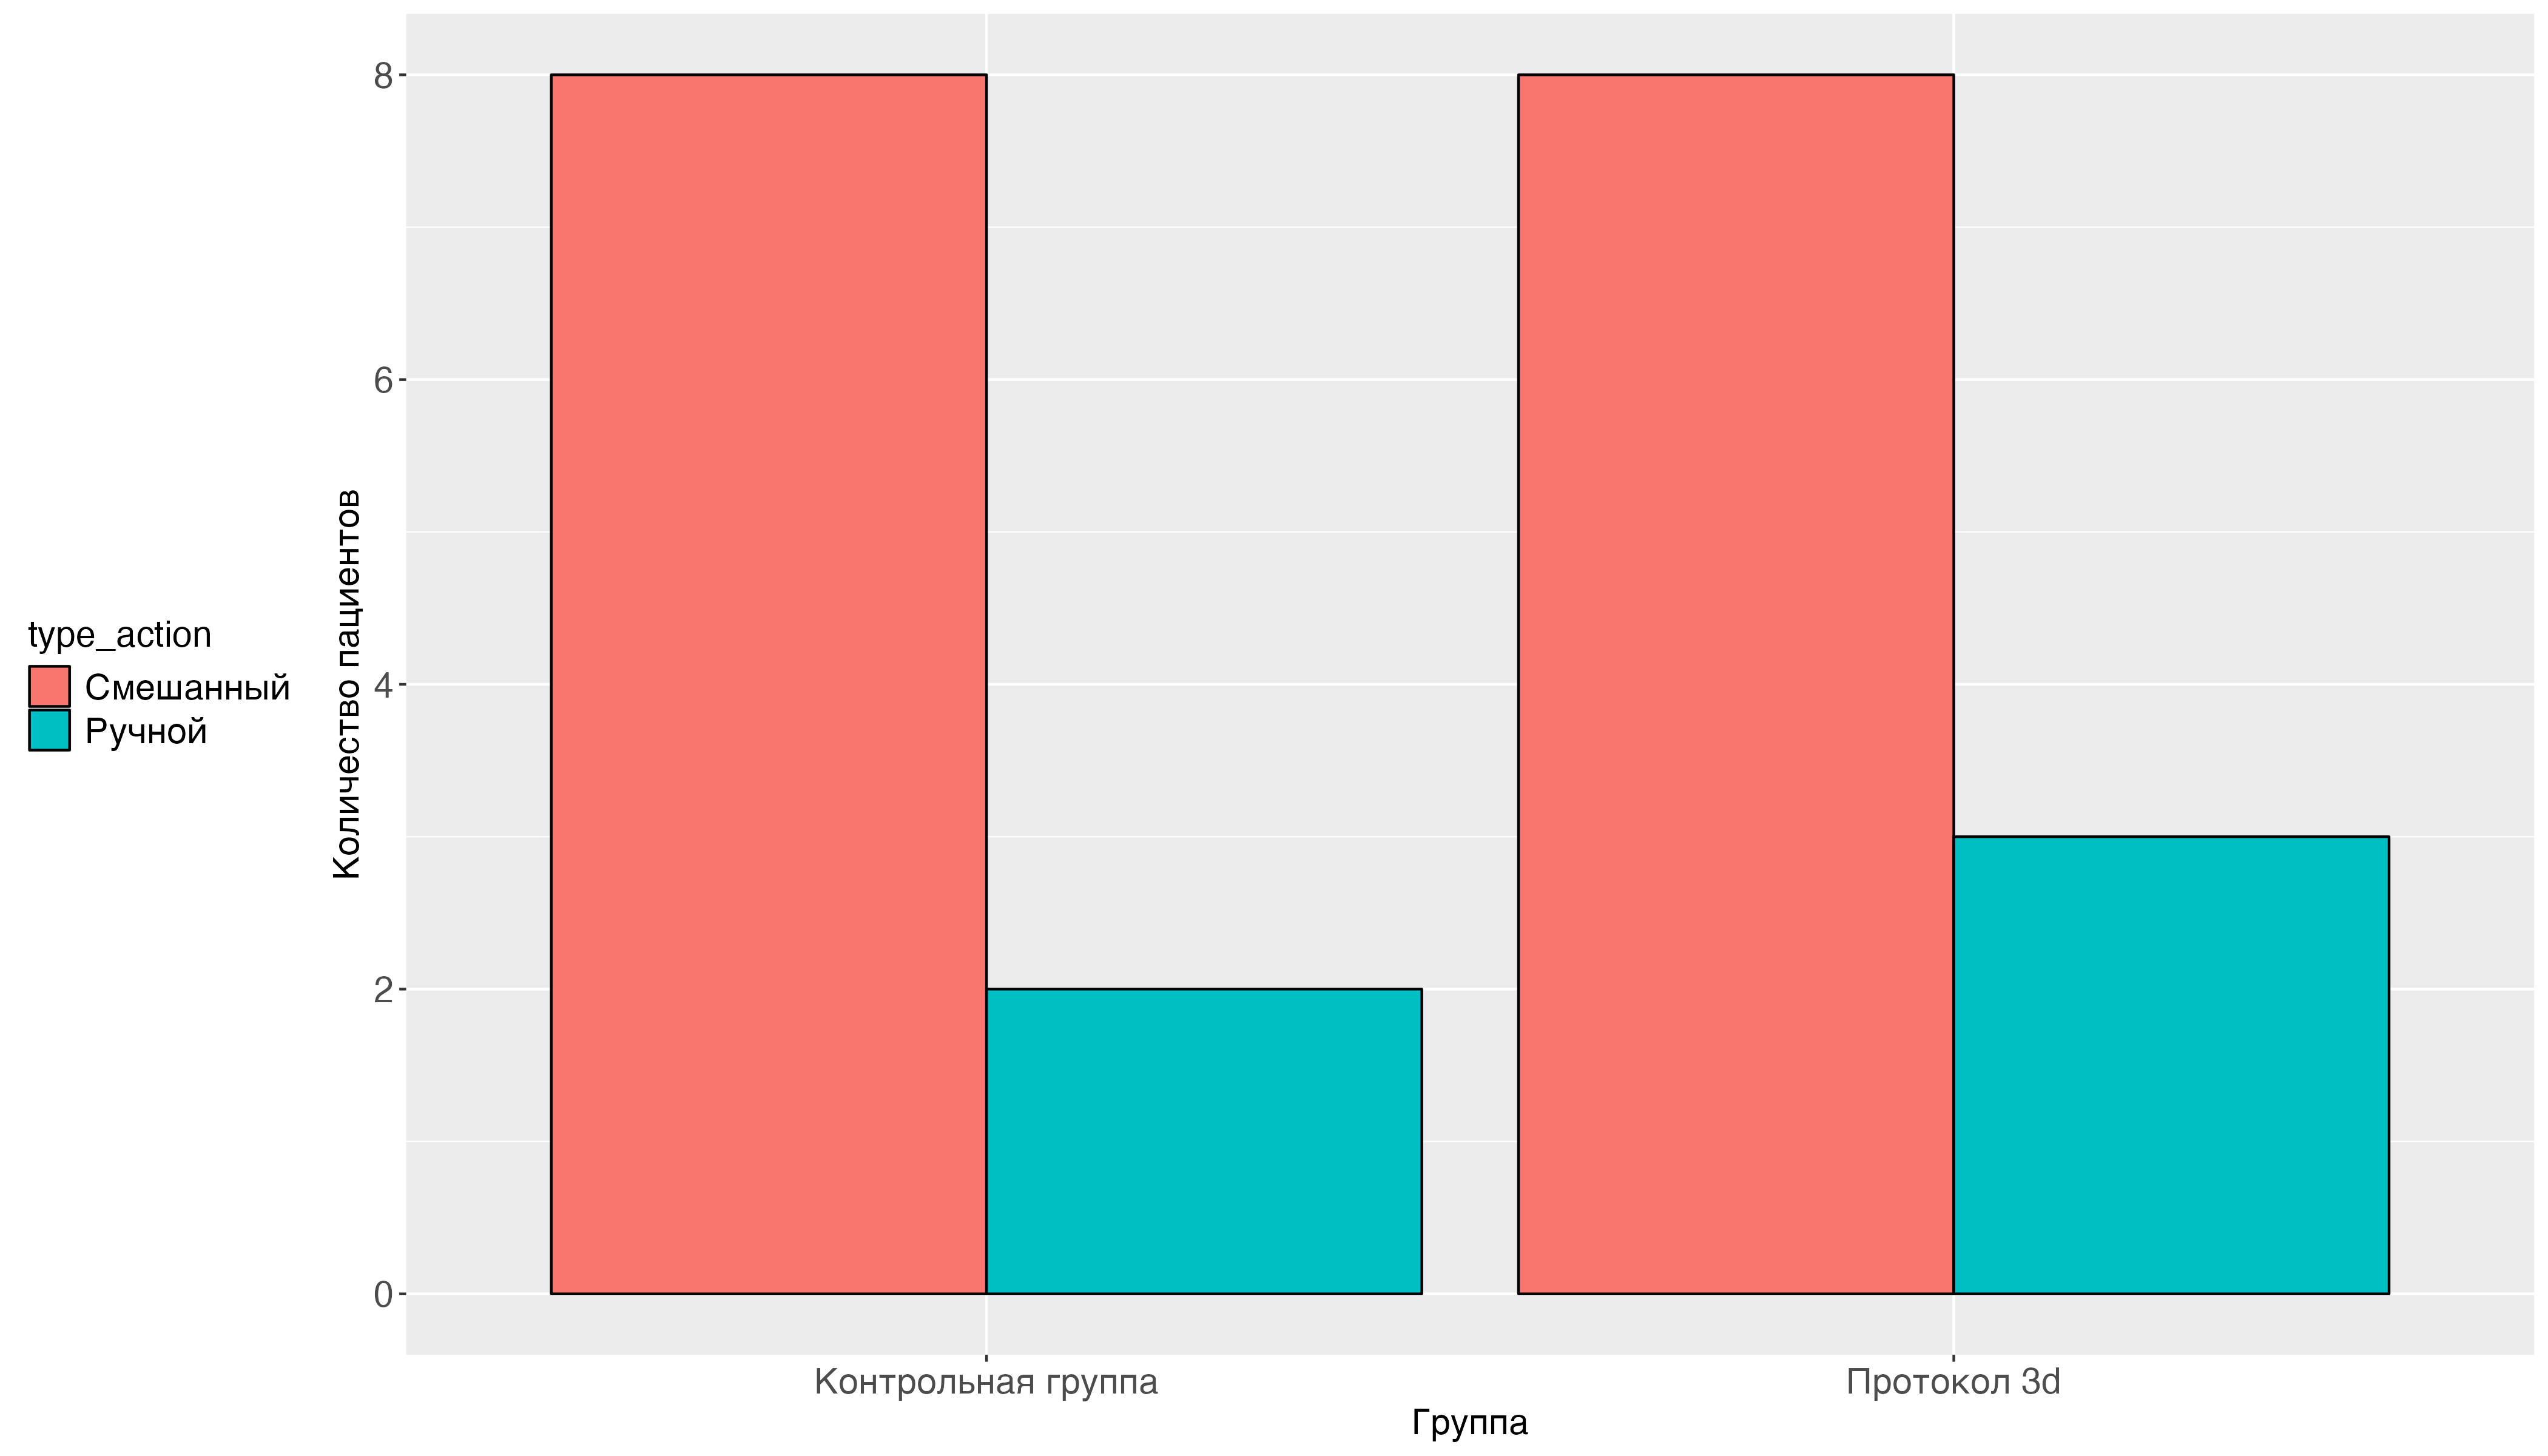 type_action
Смешанный
Ручной
Количество пациентов
8
6
4
2
0
Контрольная группа
Протокол 3d
Группа